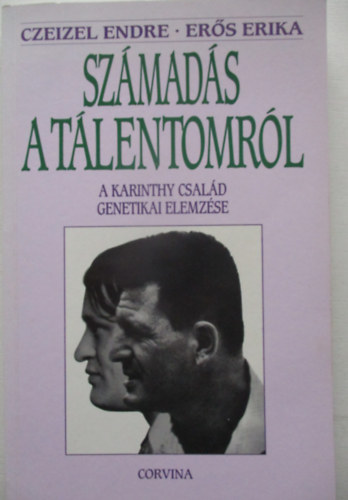 CZEIZEL ENDRE · ERŐS ERIKA
SZÁMADÁS
A TÁLENTOMRÓL
A KARINTHY CSALÁD
GENETIKAI ELEMZÉSE
CORVINA